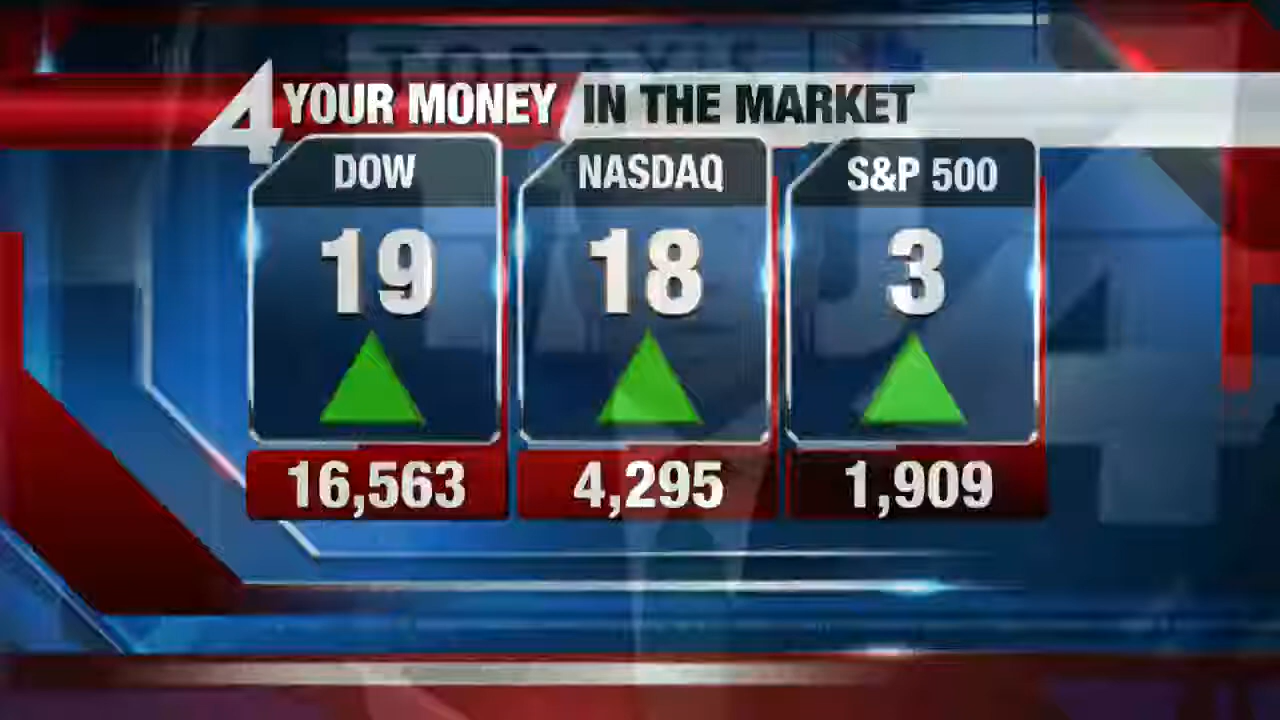 4 YOUR MONEY IN THE MARKET
DOW NASDAQ S&P 500
19 18 3
16,563 4,295 1,909